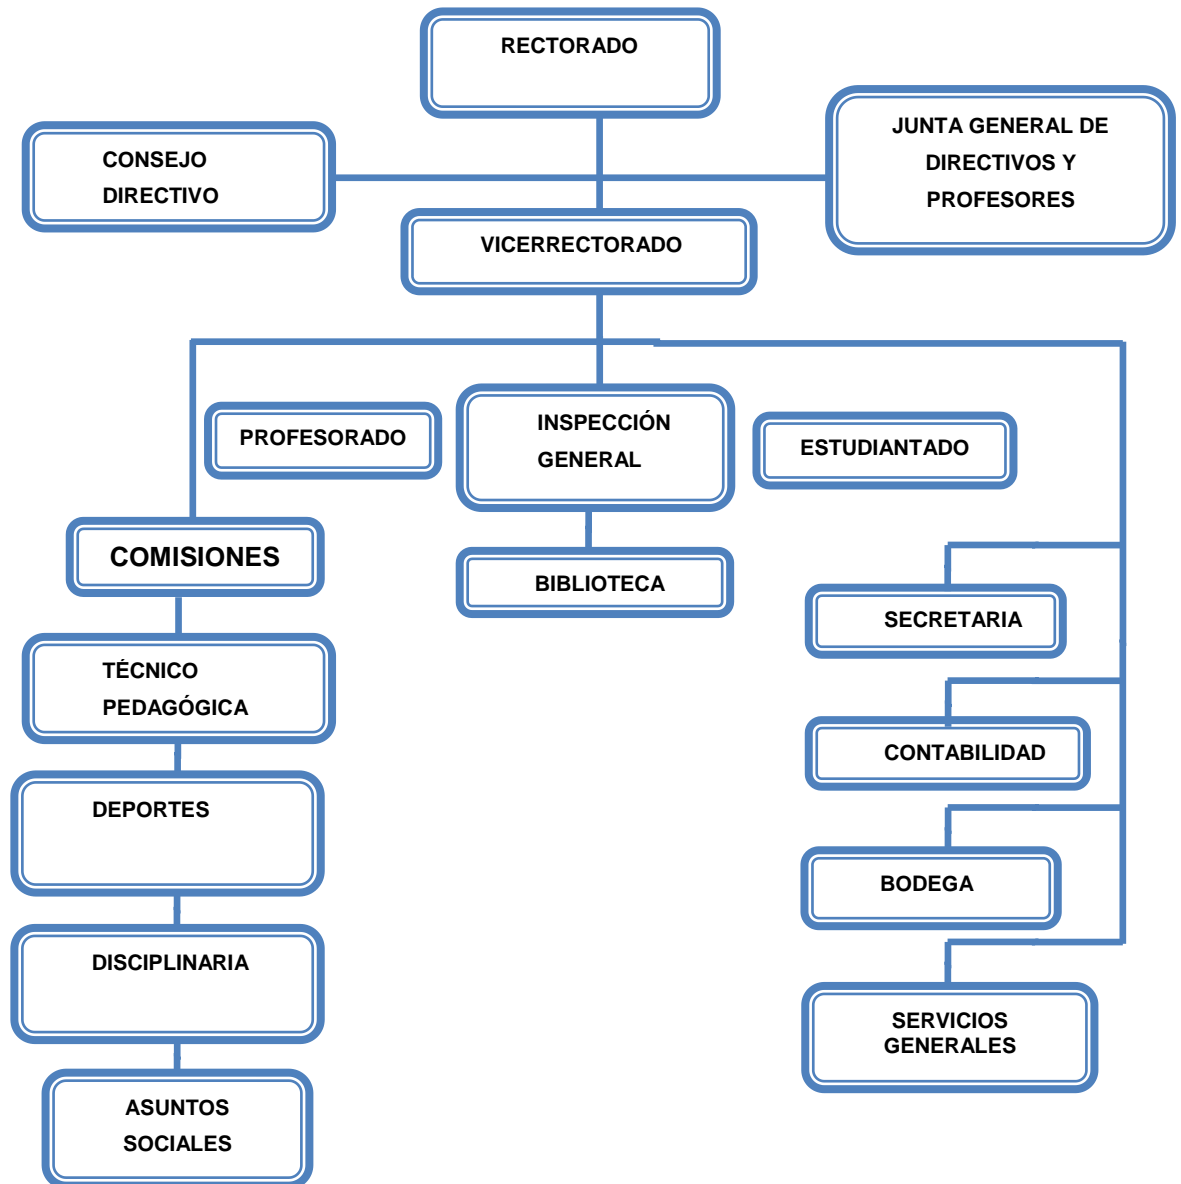 RECTORADO
CONSEJO
DIRECTIVO
JUNTA GENERAL DE
DIRECTIVOS Y
PROFESORES
VICERRECTORADO
PROFESORADO
INSPECCIÓN
GENERAL
ESTUDIANTADO
COMISIONES
BIBLIOTECA
SECRETARIA
TÉCNICO
PEDAGÓGICA
CONTABILIDAD
DEPORTES
BODEGA
DISCIPLINARIA
SERVICIOS
GENERALES
ASUNTOS
SOCIALES